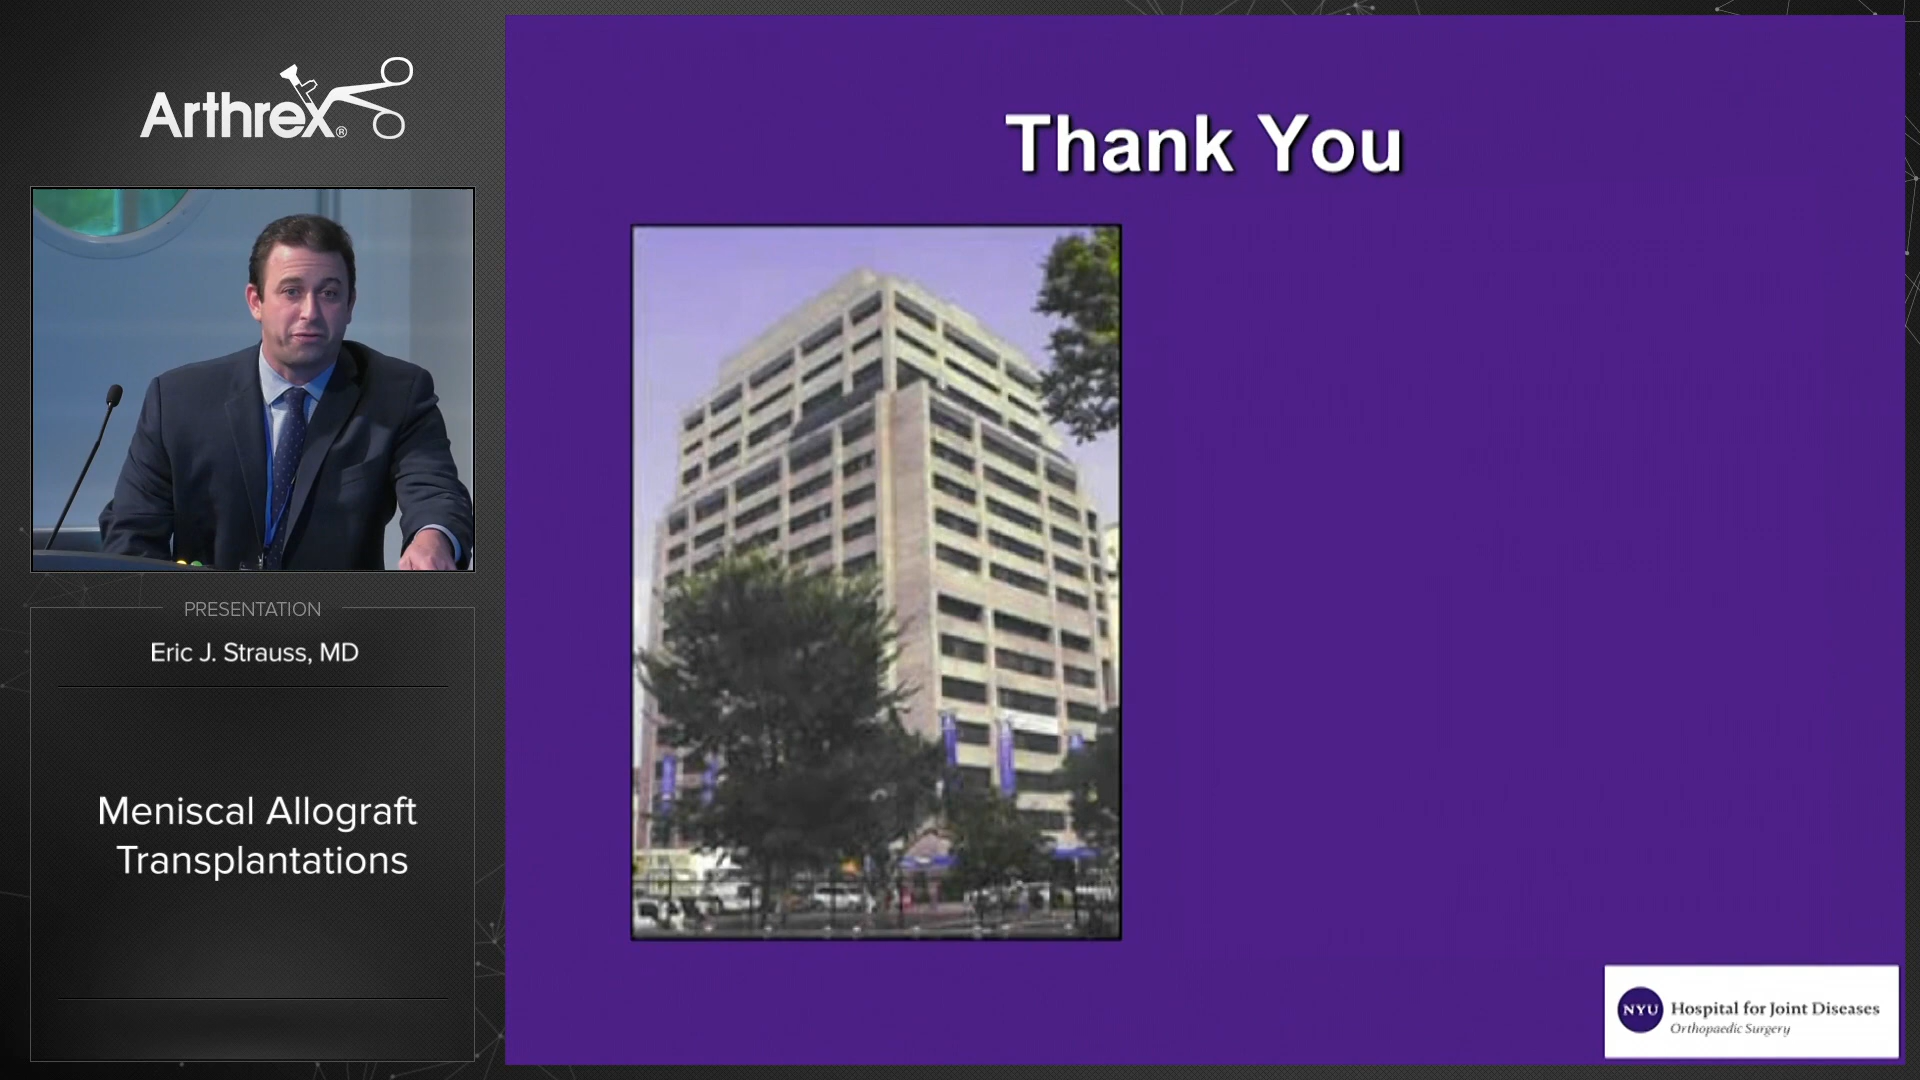 Arthrex®
PRESENTATION
Eric J. Strauss, MD
Meniscal Allograft
Transplantations
Thank You
NYU
Hospital for Joint Diseases
Orthopaedic Surgery